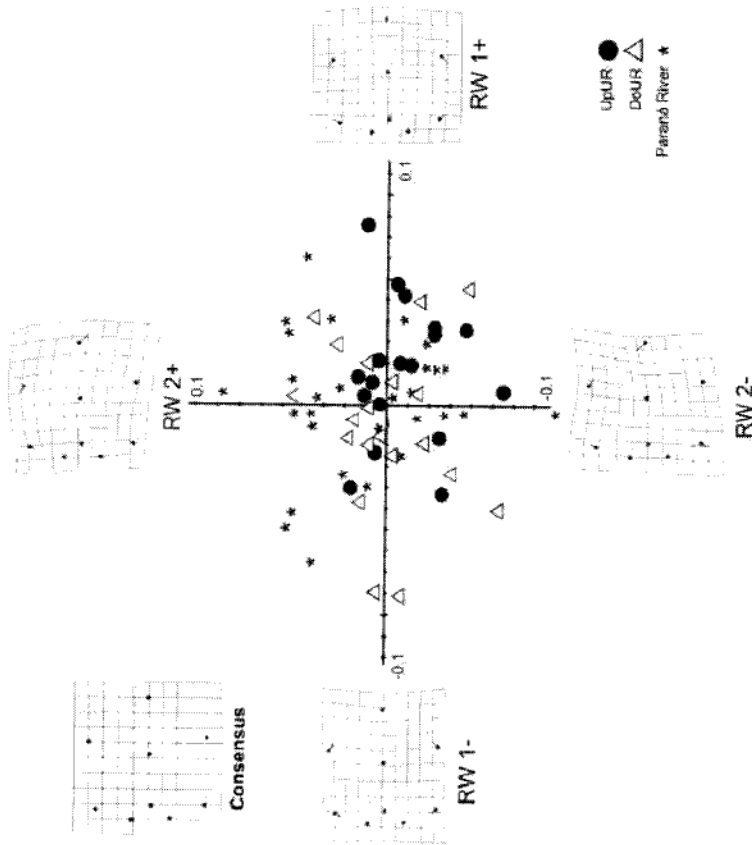 Consensus
RW 2+
0.1
RW 1-
-0.1
0.1
RW 1+
-0.1
RW 2-
UpUR
DoUR
Paraná River